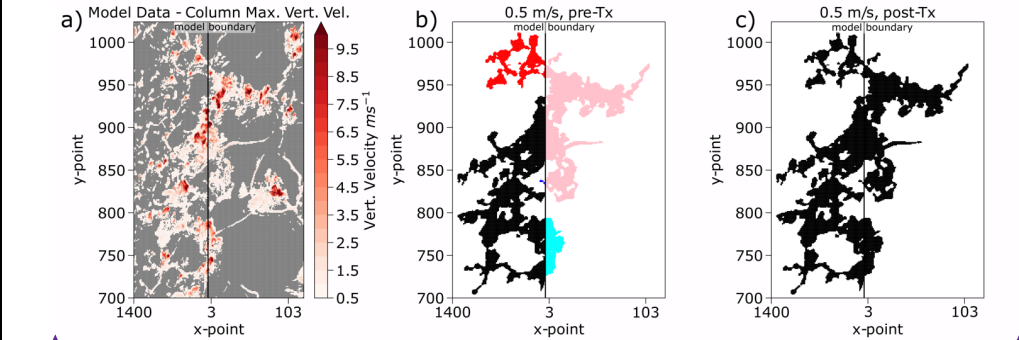 a) Model Data - Column Max. Vert. Vel.
model boundary
1000
950
900
850
800
750
700
y-point
1400 3 103
x-point
9.5
8.5
7.5
6.5
5.5
4.5
3.5
2.5
1.5
0.5
Vert. Velocity ms⁻¹
b) 0.5 m/s, pre-Tx
model boundary
1000
950
900
850
800
750
700
y-point
1400 3 103
x-point
c) 0.5 m/s, post-Tx
model boundary
1000
950
900
850
800
750
700
y-point
1400 3 103
x-point